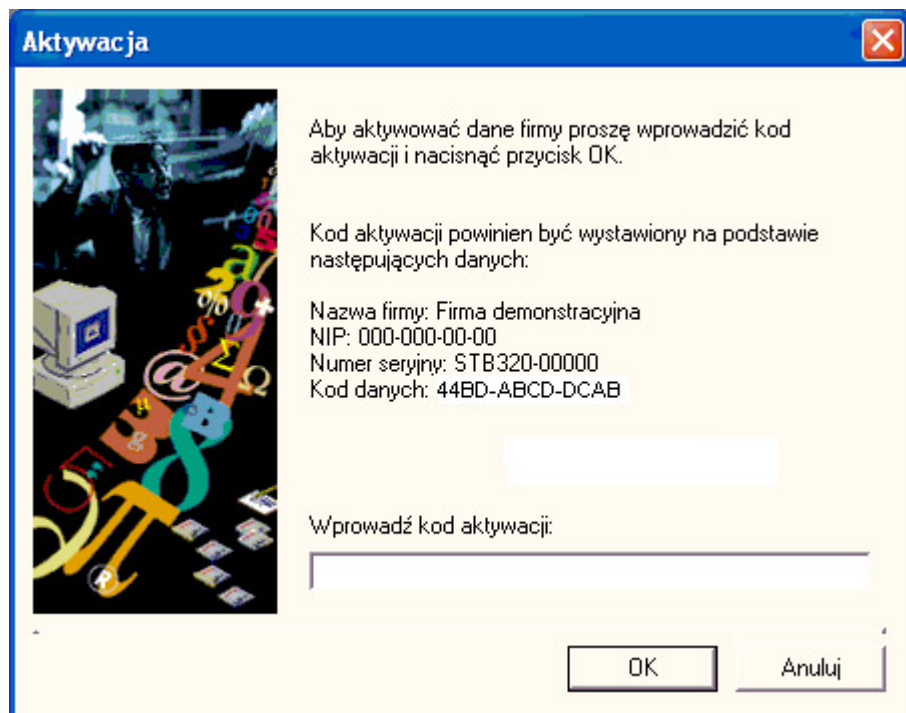 Aktywacja
Aby aktywować dane firmy proszę wprowadzić kod
aktywacji i nacisnąć przycisk OK.
Kod aktywacji powinien być wystawiony na podstawie
następujących danych:
Nazwa firmy: Firma demonstracyjna
NIP: 000-000-00-00
Numer seryjny: STB320-00000
Kod danych: 44BD-ABCD-DCAB
Wprowadź kod aktywacji:
OK
Anuluj